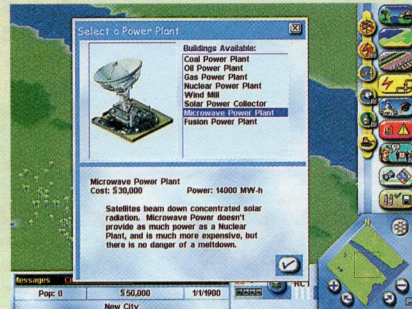 Select a Power Plant
Buildings Available:
Coal Power Plant
Oil Power Plant
Gas Power Plant
Nuclear Power Plant
Wind Mill
Solar Power Collector
Microwave Power Plant
Fusion Power Plant
Microwave Power Plant
Cost: $30,000 Power: 14000 MW-h
Satellites beam down concentrated solar
radiation. Microwave Power doesn't
provide as much power as a Nuclear
Plant, and is much more expensive, but
there is no danger of a meltdown.
Messages
Pop: 0 $50,000 1/1/1900
New City